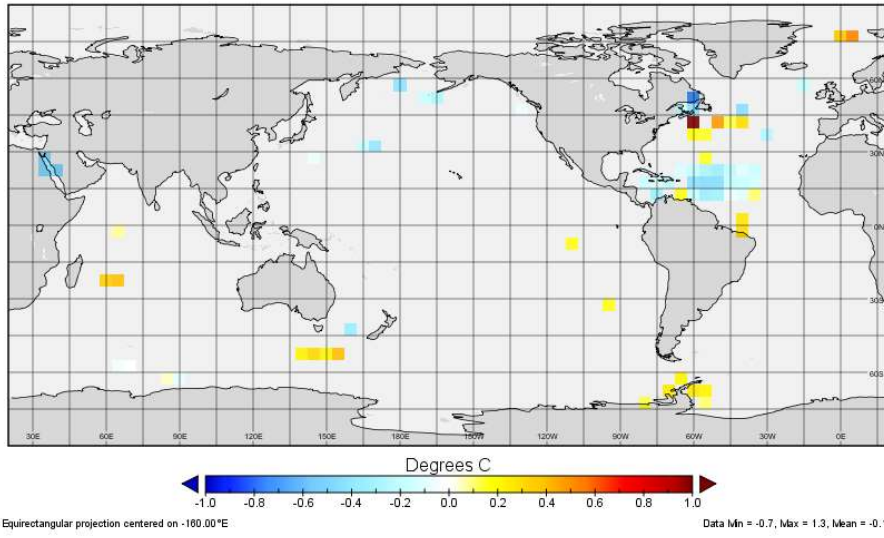 60N
30N
0N
30S
60S
30E 60E 90E 120E 150E 180E 150W 120W 90W 60W 30W 0E
Degrees C
-1.0 -0.8 -0.6 -0.4 -0.2 0.0 0.2 0.4 0.6 0.8 1.0
Equirectangular projection centered on -160.00°E
Data Min = -0.7, Max = 1.3, Mean = -0.1